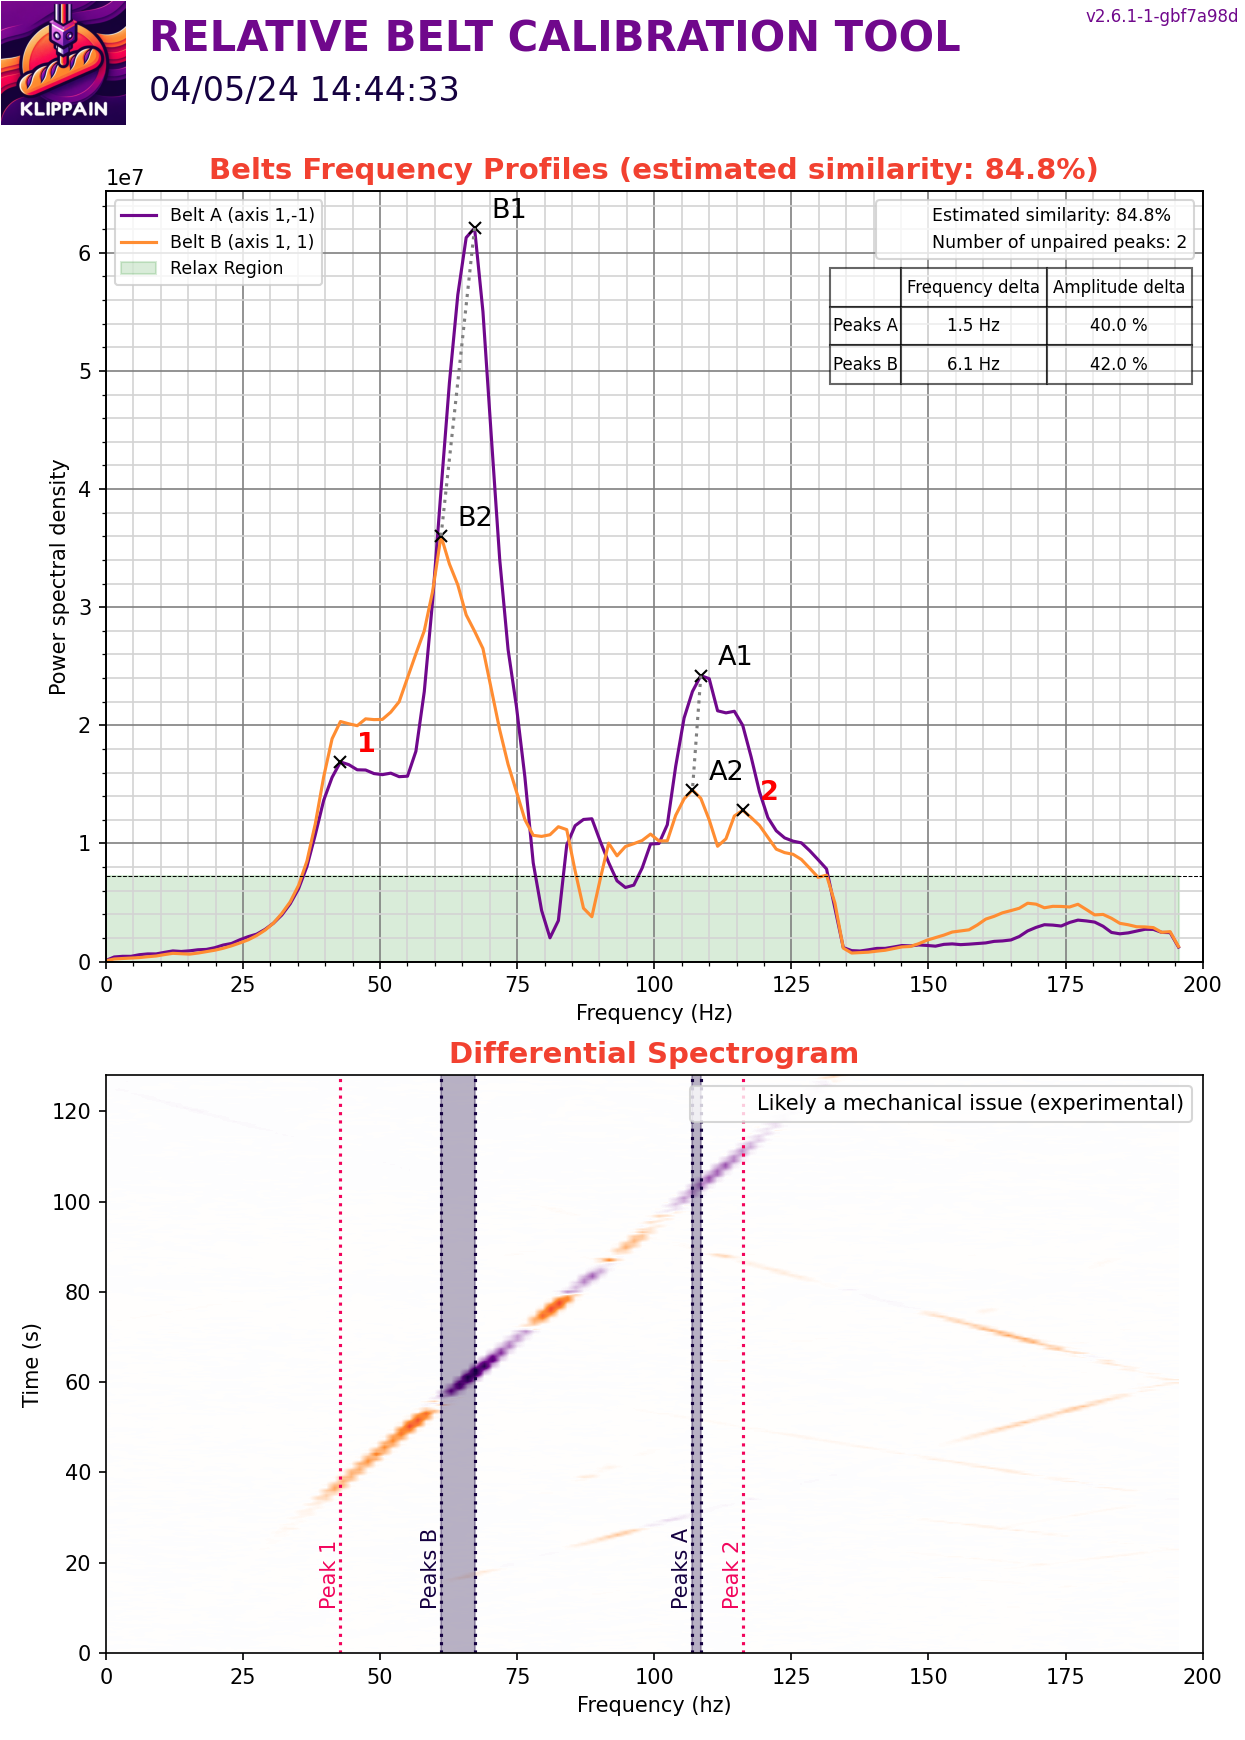 KLIPPAIN
RELATIVE BELT CALIBRATION TOOL
v2.6.1-1-gbf7a98d
04/05/24 14:44:33
Belts Frequency Profiles (estimated similarity: 84.8%)
1e7
Belt A (axis 1,-1)
Belt B (axis 1, 1)
Relax Region
Estimated similarity: 84.8%
Number of unpaired peaks: 2
Frequency delta Amplitude delta
Peaks A 1.5 Hz 40.0 %
Peaks B 6.1 Hz 42.0 %
B1
B2
A1
A2
1
2
Power spectral density
6
5
4
3
2
1
0
0 25 50 75 100 125 150 175 200
Frequency (Hz)
Differential Spectrogram
Likely a mechanical issue (experimental)
Time (s)
120
100
80
60
40
20
0
Peak 1
Peaks B
Peaks A
Peak 2
0 25 50 75 100 125 150 175 200
Frequency (hz)